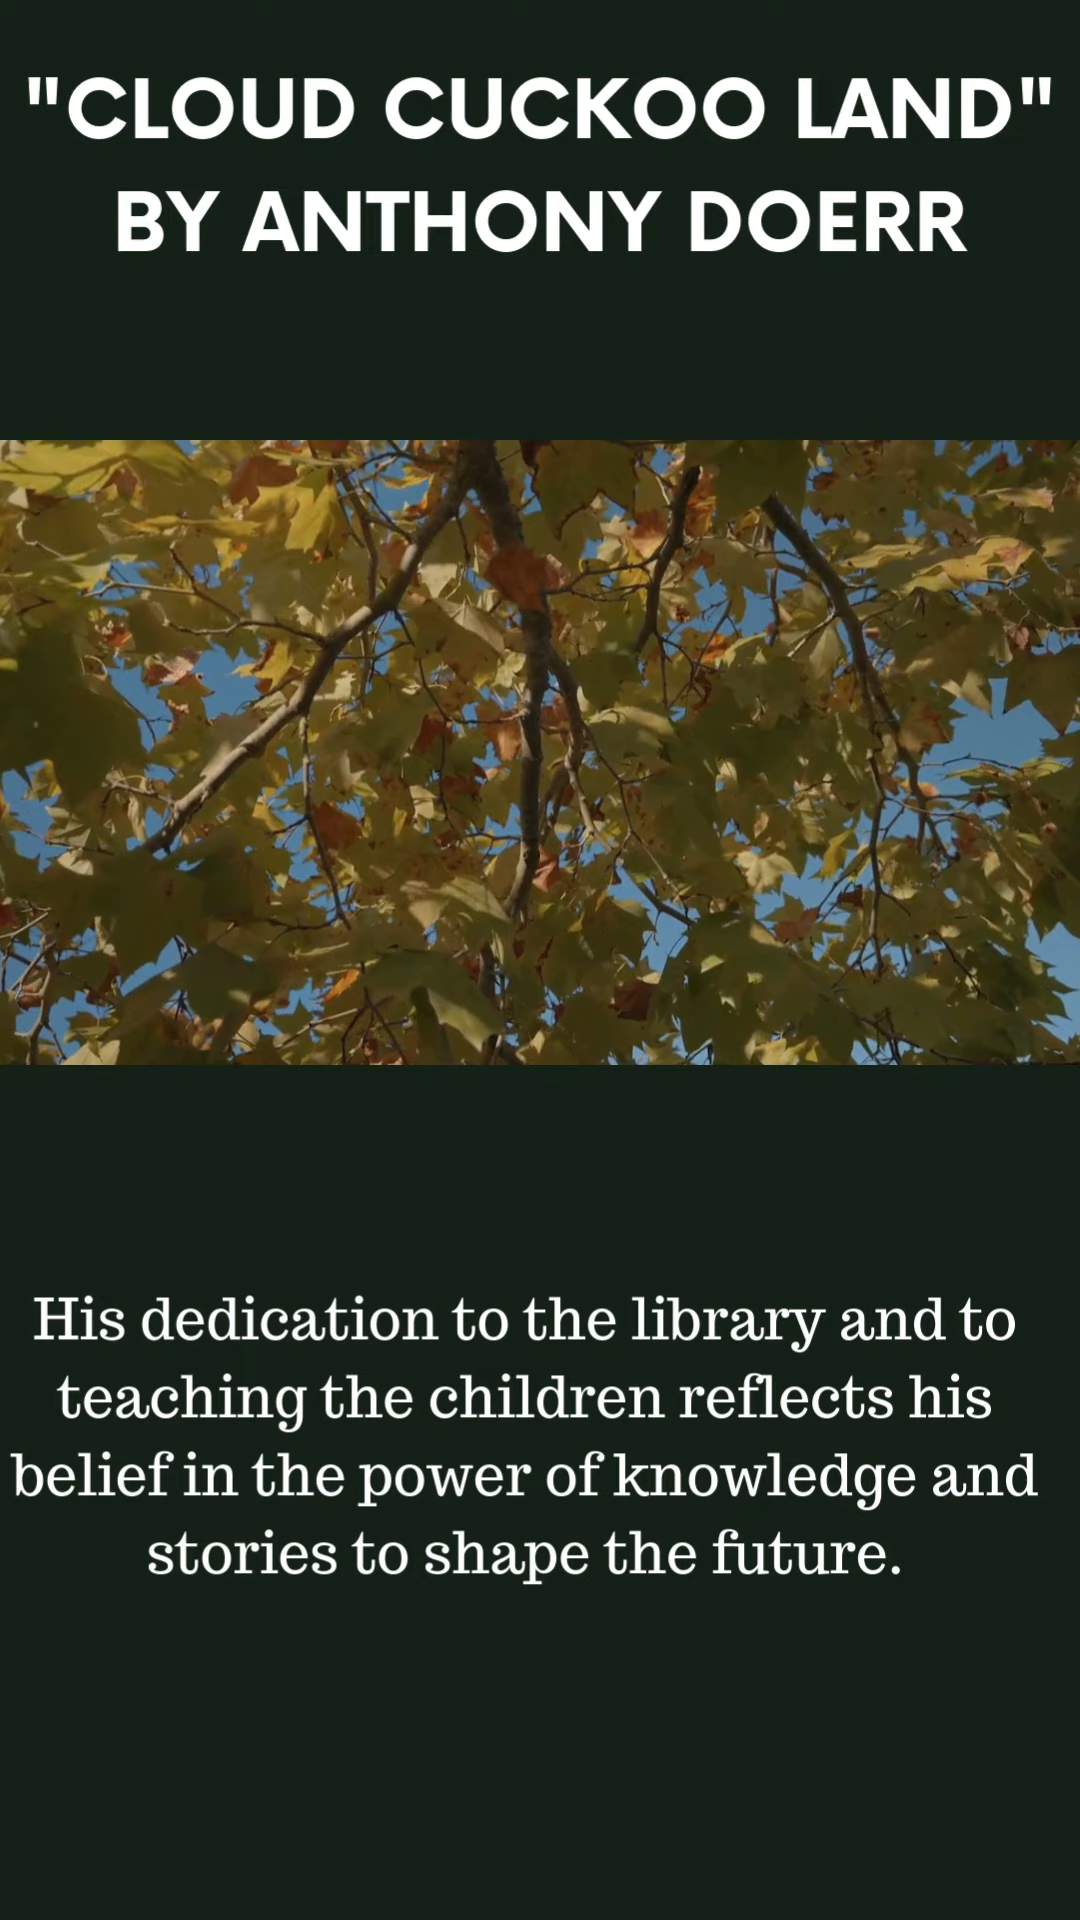 "CLOUD CUCKOO LAND"
BY ANTHONY DOERR
His dedication to the library and to
teaching the children reflects his
belief in the power of knowledge and
stories to shape the future.